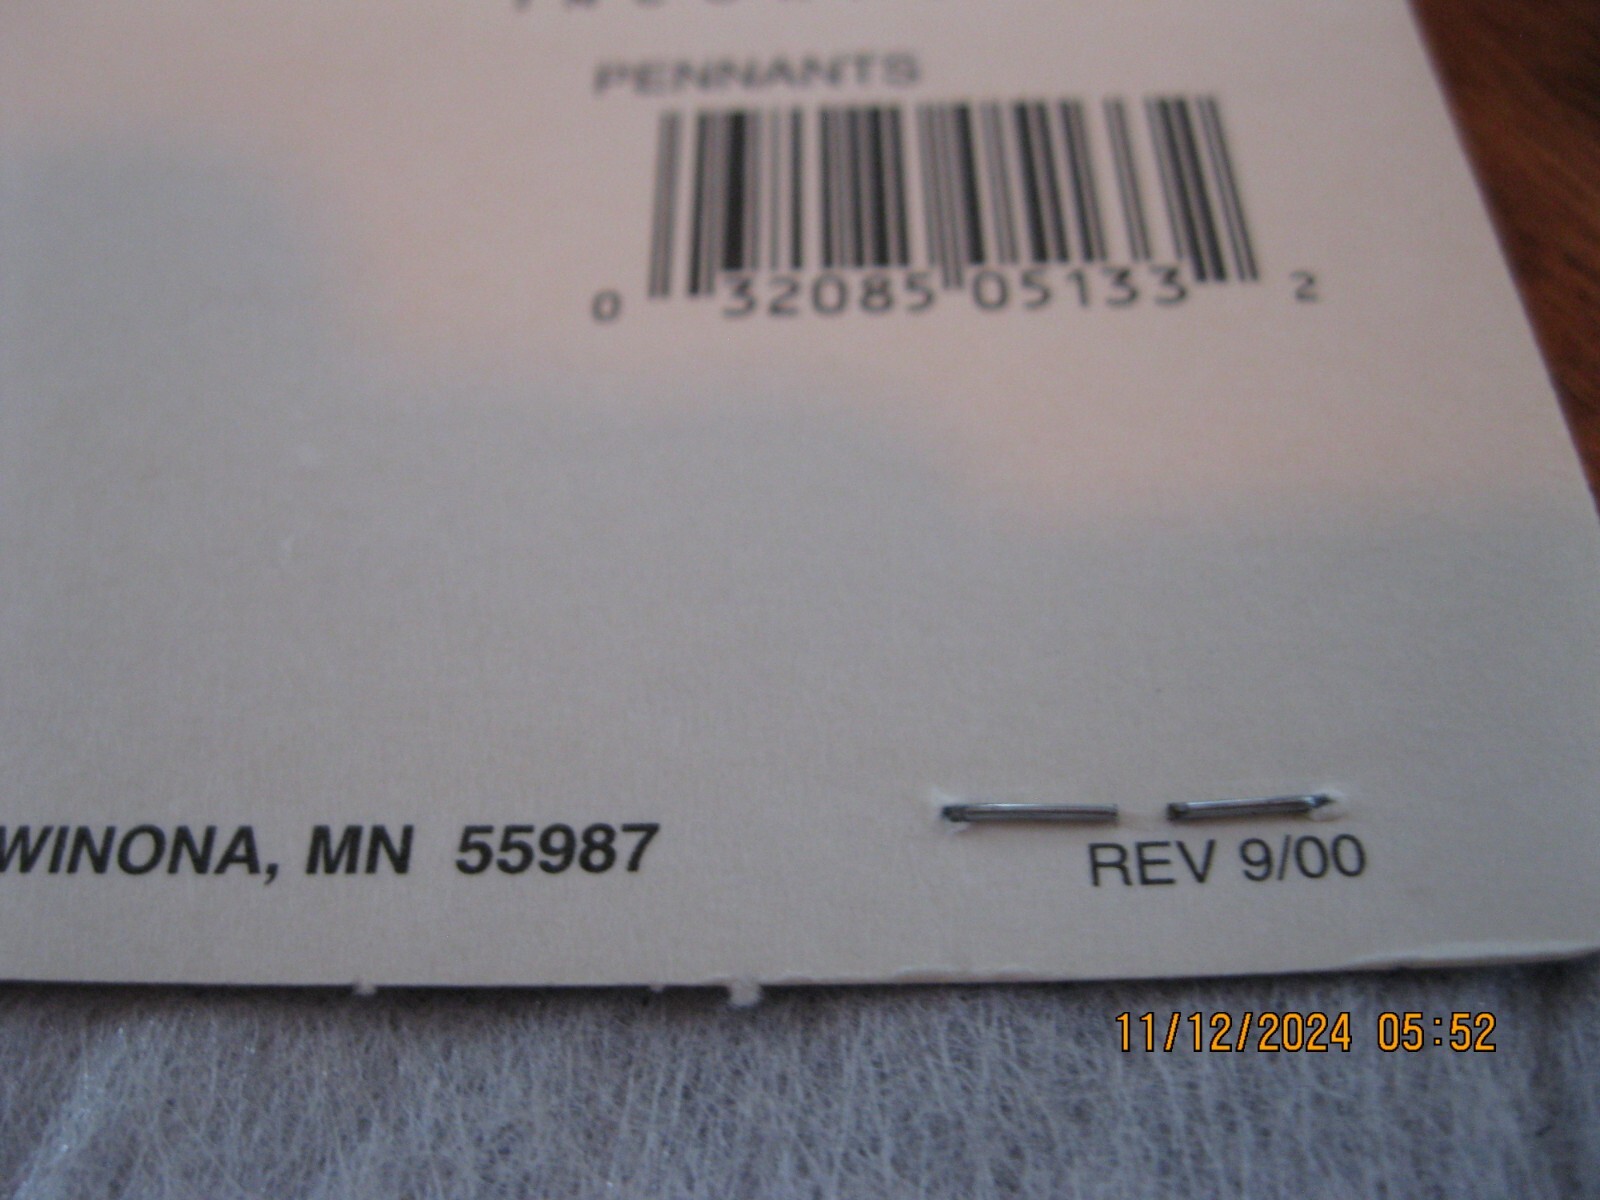 PENNANTS
0 32085 05133 2
WINONA, MN 55987
REV 9/00
11/12/2024 05:52